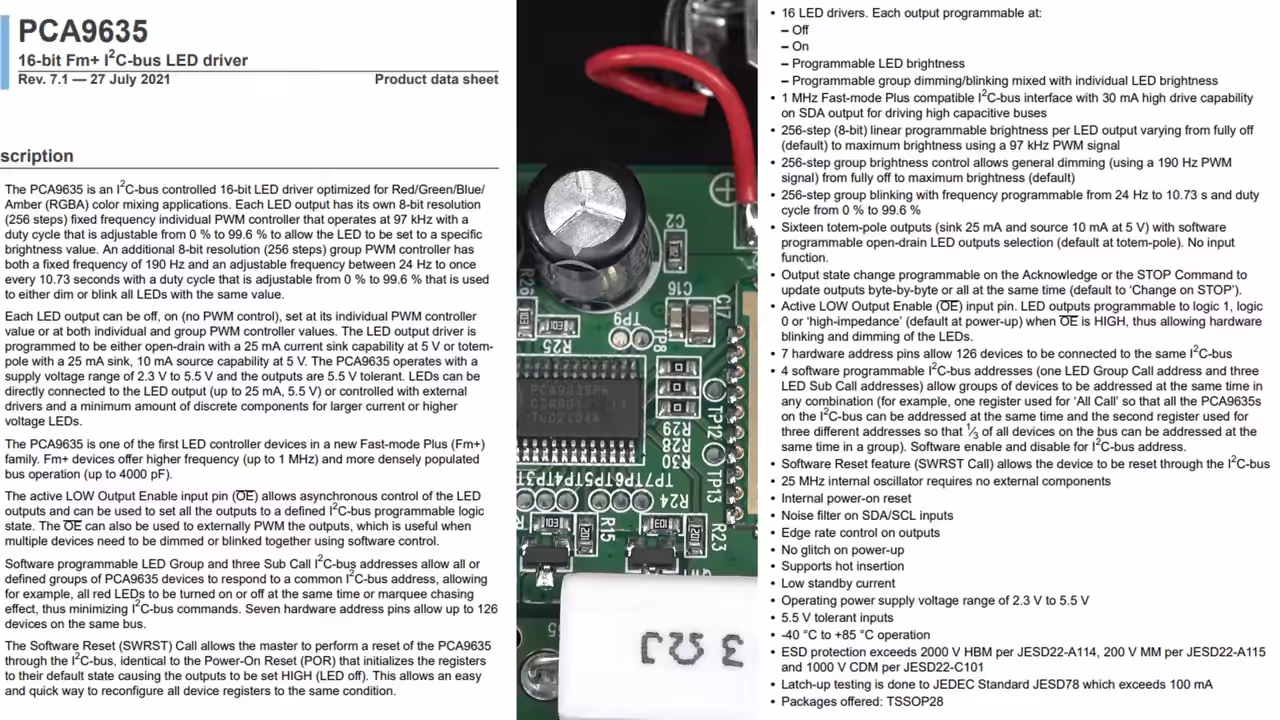 PCA9635
16-bit Fm+ I2C-bus LED driver
Rev. 7.1 — 27 July 2021 Product data sheet
scription
The PCA9635 is an I2C-bus controlled 16-bit LED driver optimized for Red/Green/Blue/
Amber (RGBA) color mixing applications. Each LED output has its own 8-bit resolution
(256 steps) fixed frequency individual PWM controller that operates at 97 kHz with a
duty cycle that is adjustable from 0 % to 99.6 % to allow the LED to be set to a specific
brightness value. An additional 8-bit resolution (256 steps) group PWM controller has
both a fixed frequency of 190 Hz and an adjustable frequency between 24 Hz to once
every 10.73 seconds with a duty cycle that is adjustable from 0 % to 99.6 % that is used
to either dim or blink all LEDs with the same value.
Each LED output can be off, on (no PWM control), set at its individual PWM controller
value or at both individual and group PWM controller values. The LED output driver is
programmed to be either open-drain with a 25 mA current sink capability at 5 V or totem-
pole with a 25 mA sink, 10 mA source capability at 5 V. The PCA9635 operates with a
supply voltage range of 2.3 V to 5.5 V and the outputs are 5.5 V tolerant. LEDs can be
directly connected to the LED output (up to 25 mA, 5.5 V) or controlled with external
drivers and a minimum amount of discrete components for larger current or higher
voltage LEDs.
The PCA9635 is one of the first LED controller devices in a new Fast-mode Plus (Fm+)
family. Fm+ devices offer higher frequency (up to 1 MHz) and more densely populated
bus operation (up to 4000 pF).
The active LOW Output Enable input pin (OE) allows asynchronous control of the LED
outputs and can be used to set all the outputs to a defined I2C-bus programmable logic
state. The OE can also be used to externally PWM the outputs, which is useful when
multiple devices need to be dimmed or blinked together using software control.
Software programmable LED Group and three Sub Call I2C-bus addresses allow all or
defined groups of PCA9635 devices to respond to a common I2C-bus address, allowing
for example, all red LEDs to be turned on or off at the same time or marquee chasing
effect, thus minimizing I2C-bus commands. Seven hardware address pins allow up to 126
devices on the same bus.
The Software Reset (SWRST) Call allows the master to perform a reset of the PCA9635
through the I2C-bus, identical to the Power-On Reset (POR) that initializes the registers
to their default state causing the outputs to be set HIGH (LED off). This allows an easy
and quick way to reconfigure all device registers to the same condition.
C2
C16
C17
R26
R25
TP9
TP8
R29
R28
R30
TP12
TP13
TP4
TP5
TP6
TP7
R24
103
R15
1201
103
1201
R23
3ΩJ
• 16 LED drivers. Each output programmable at:
– Off
– On
– Programmable LED brightness
– Programmable group dimming/blinking mixed with individual LED brightness
• 1 MHz Fast-mode Plus compatible I2C-bus interface with 30 mA high drive capability
on SDA output for driving high capacitive buses
• 256-step (8-bit) linear programmable brightness per LED output varying from fully off
(default) to maximum brightness using a 97 kHz PWM signal
• 256-step group brightness control allows general dimming (using a 190 Hz PWM
signal) from fully off to maximum brightness (default)
• 256-step group blinking with frequency programmable from 24 Hz to 10.73 s and duty
cycle from 0 % to 99.6 %
• Sixteen totem-pole outputs (sink 25 mA and source 10 mA at 5 V) with software
programmable open-drain LED outputs selection (default at totem-pole). No input
function.
• Output state change programmable on the Acknowledge or the STOP Command to
update outputs byte-by-byte or all at the same time (default to 'Change on STOP').
• Active LOW Output Enable (OE) input pin. LED outputs programmable to logic 1, logic
0 or 'high-impedance' (default at power-up) when OE is HIGH, thus allowing hardware
blinking and dimming of the LEDs.
• 7 hardware address pins allow 126 devices to be connected to the same I2C-bus
• 4 software programmable I2C-bus addresses (one LED Group Call address and three
LED Sub Call addresses) allow groups of devices to be addressed at the same time in
any combination (for example, one register used for 'All Call' so that all the PCA9635s
on the I2C-bus can be addressed at the same time and the second register used for
three different addresses so that 1⁄3 of all devices on the bus can be addressed at the
same time in a group). Software enable and disable for I2C-bus address.
• Software Reset feature (SWRST Call) allows the device to be reset through the I2C-bus
• 25 MHz internal oscillator requires no external components
• Internal power-on reset
• Noise filter on SDA/SCL inputs
• Edge rate control on outputs
• No glitch on power-up
• Supports hot insertion
• Low standby current
• Operating power supply voltage range of 2.3 V to 5.5 V
• 5.5 V tolerant inputs
• -40 °C to +85 °C operation
• ESD protection exceeds 2000 V HBM per JESD22-A114, 200 V MM per JESD22-A115
and 1000 V CDM per JESD22-C101
• Latch-up testing is done to JEDEC Standard JESD78 which exceeds 100 mA
• Packages offered: TSSOP28